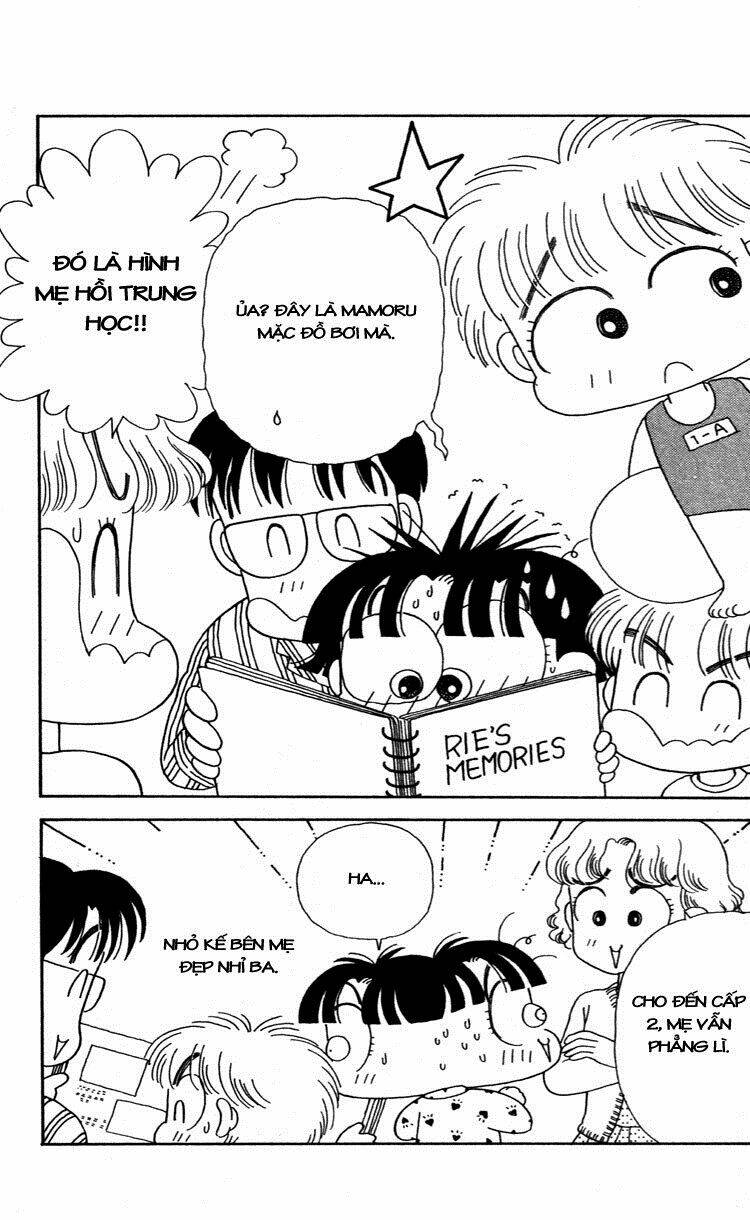 ĐÓ LÀ HÌNH
MẸ HỒI TRUNG
HỌC!!
ỦA? ĐÂY LÀ MAMORU
MẶC ĐỒ BƠI MÀ.
1-A
RIE'S
MEMORIES
HA...
NHỎ KẾ BÊN MẸ
ĐẸP NHỈ BA.
CHO ĐẾN CẤP
2, MẸ VẪN
PHẲNG LÌ.